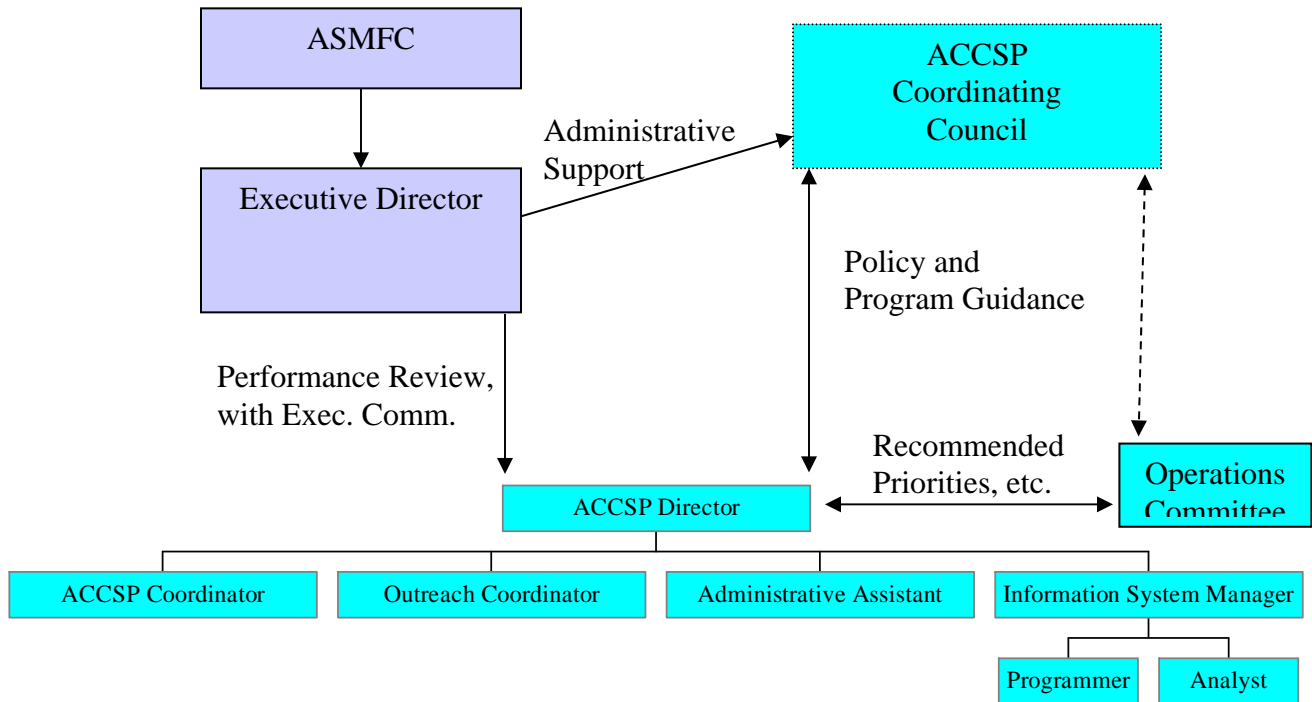 ASMFC
ACCSP
Coordinating
Council
Administrative
Support
Executive Director
Policy and
Program Guidance
Performance Review,
with Exec. Comm.
Recommended
Priorities, etc.
Operations
Committee
ACCSP Director
ACCSP Coordinator
Outreach Coordinator
Administrative Assistant
Information System Manager
Programmer
Analyst